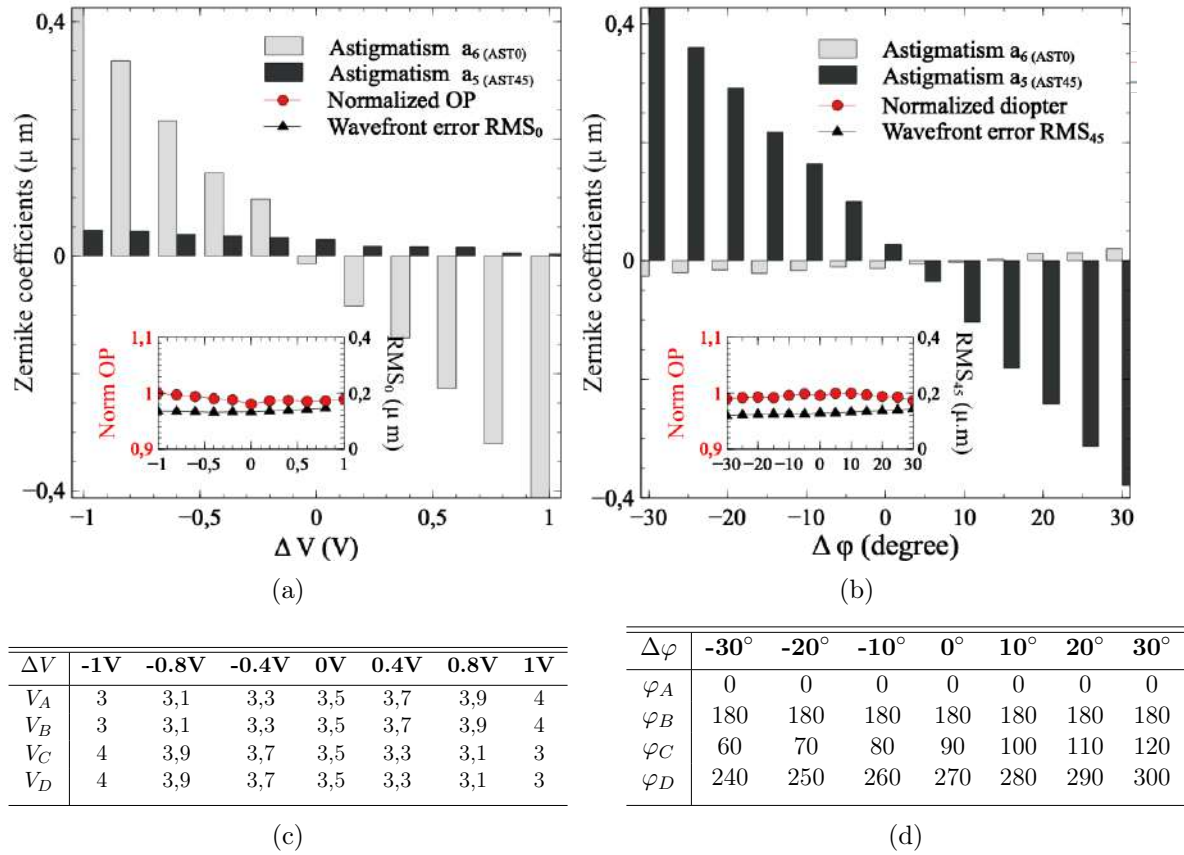 0,4
Astigmatism a6 (AST0)
Astigmatism a5 (AST45)
Normalized OP
Wavefront error RMS0
Zernike coefficients (μ m)
0
−0,4
−1 −0,5 0 0,5 1
Δ V (V)
1,1
1
0,9
Norm OP
0,4
0,2
0
RMS0 (μ m)
−1 −0,5 0 0,5 1
(a)
0,4
Astigmatism a6 (AST0)
Astigmatism a5 (AST45)
Normalized diopter
Wavefront error RMS45
Zernike coefficients (μ m)
0
−0,4
−30 −20 −10 0 10 20 30
Δ φ (degree)
1,1
1
0,9
Norm OP
0,4
0,2
0
RMS45 (μ.m)
−30 −20 −10 0 10 20 30
(b)
ΔV -1V -0.8V -0.4V 0V 0.4V 0.8V 1V
VA 3 3,1 3,3 3,5 3,7 3,9 4
VB 3 3,1 3,3 3,5 3,7 3,9 4
VC 4 3,9 3,7 3,5 3,3 3,1 3
VD 4 3,9 3,7 3,5 3,3 3,1 3
(c)
Δφ -30° -20° -10° 0° 10° 20° 30°
φA 0 0 0 0 0 0 0
φB 180 180 180 180 180 180 180
φC 60 70 80 90 100 110 120
φD 240 250 260 270 280 290 300
(d)